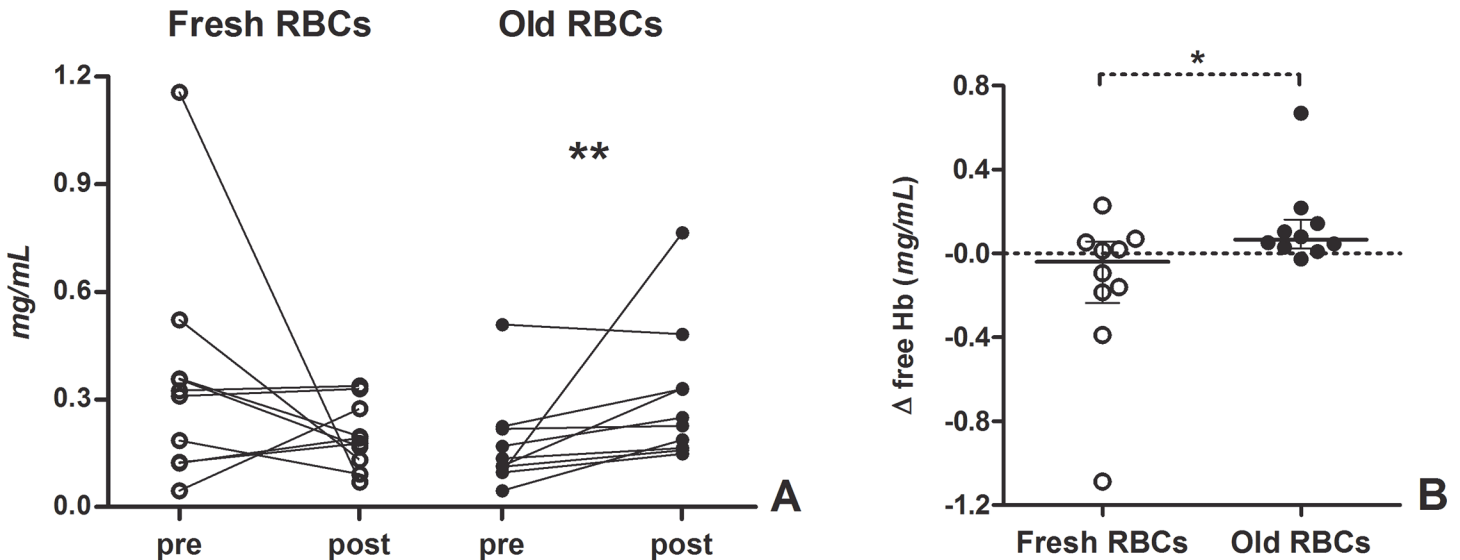 Fresh RBCs
Old RBCs
1.2
0.9
0.6
0.3
0.0
mg/mL
**
pre
post
pre
post
A
*
0.8
0.4
-0.0
-0.4
-0.8
-1.2
Δ free Hb (mg/mL)
Fresh RBCs
Old RBCs
B